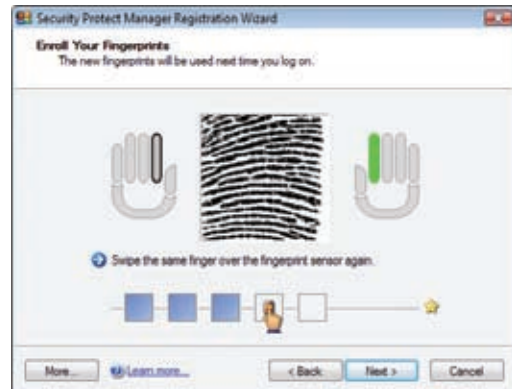 Security Protect Manager Registration Wizard
Enroll Your Fingerprints
The new fingerprints will be used next time you log on.
Swipe the same finger over the fingerprint sensor again.
More... Learn more... < Back Next > Cancel